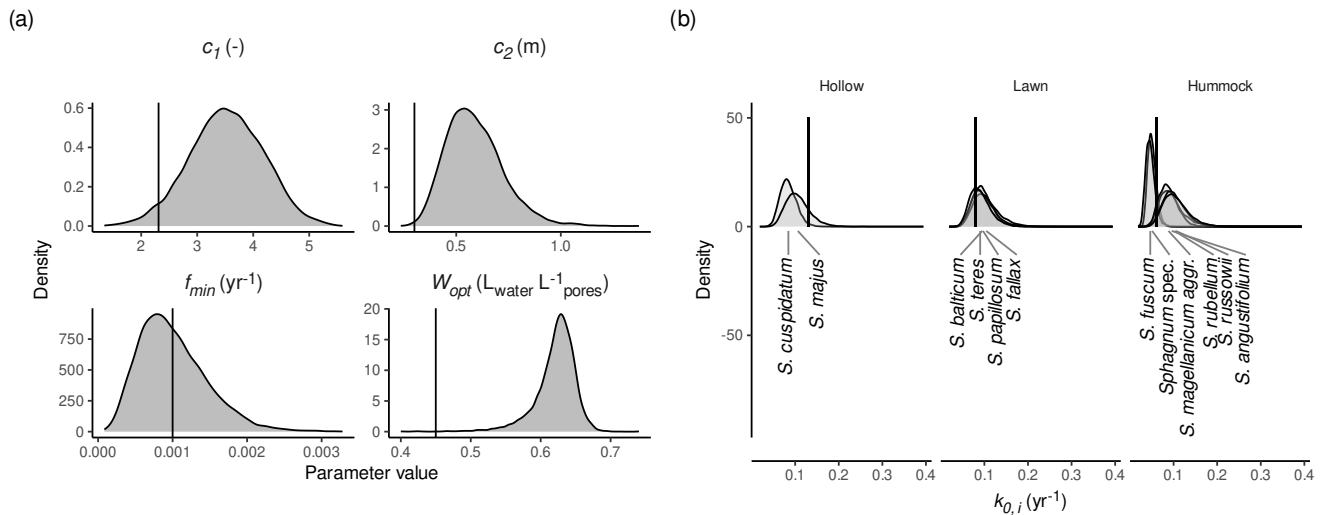 (a)
c1 (-)
c2 (m)
Density
0.6
0.4
0.2
0.0
2
3
4
5
3
2
1
0
0.5
1.0
fmin (yr-1)
Wopt (Lwater L-1pores)
750
500
250
0
0.000
0.001
0.002
0.003
20
15
10
5
0
0.4
0.5
0.6
0.7
Parameter value
(b)
Hollow
Lawn
Hummock
Density
50
0
-50
S. cuspidatum
S. majus
S. balticum
S. teres
S. papillosum
S. fallax
S. fuscum
Sphagnum spec.
S. magellanicum aggr.
S. rubellum
S. russowii
S. angustifolium
0.1 0.2 0.3 0.4
0.1 0.2 0.3 0.4
0.1 0.2 0.3 0.4
k0, i (yr-1)